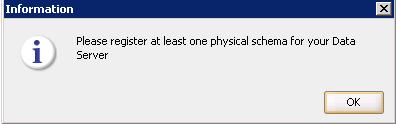 Information
Please register at least one physical schema for your Data
Server
OK